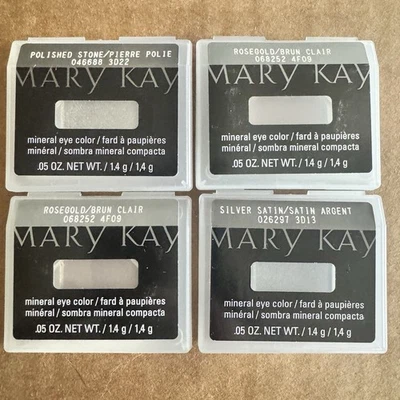 POLISHED STONE/PIERRE POLIE
046688 3D22
MARY KAY
mineral eye color / fard à paupières
minéral / sombra mineral compacta
.05 OZ. NET WT. / 1.4 g / 1,4 g
ROSEGOLD/BRUN CLAIR
068252 4F09
MARY KAY
mineral eye color / fard à paupières
minéral / sombra mineral compacta
.05 OZ. NET WT. / 1.4 g / 1,4 g
ROSEGOLD/BRUN CLAIR
068252 4F09
MARY KAY
mineral eye color / fard à paupières
minéral / sombra mineral compacta
.05 OZ. NET WT. / 1.4 g / 1,4 g
SILVER SATIN/SATIN ARGENT
026297 3D13
MARY KAY
mineral eye color / fard à paupières
minéral / sombra mineral compacta
.05 OZ. NET WT. / 1.4 g / 1,4 g